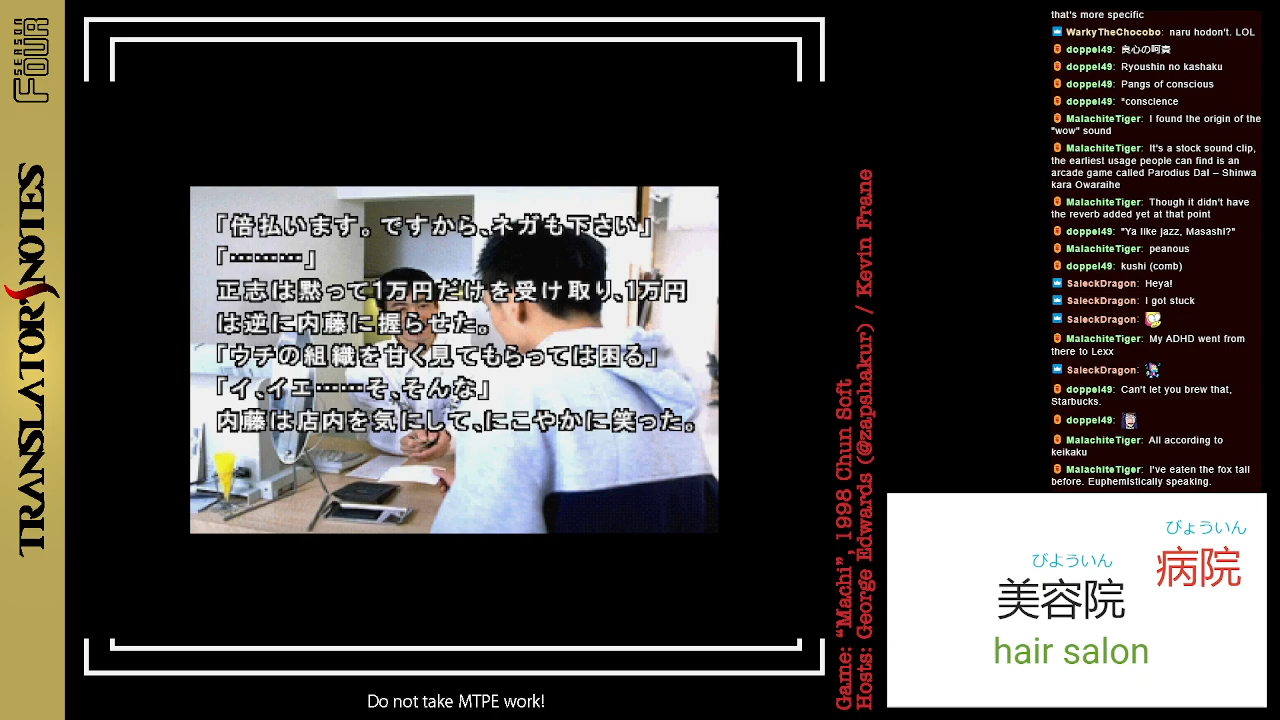 SEASON
FOUR
TRANSLATOR'S NOTES
「倍払います。ですから、ネガも下さい」
「………」
正志は黙って1万円だけを受け取り、1万円
は逆に内藤に握らせた。
「ウチの組織を甘く見てもらっては困る」
「イ、イエ……そ、そんな」
内藤は店内を気にして、にこやかに笑った。
Do not take MTPE work!
Game: “Machi”, 1998 Chun Soft
Hosts: George Edwards (@zapshakur) / Kevin Frane
that's more specific
WarkyTheChocobo: naru hodon't. LOL
doppel49: 良心の呵責
doppel49: Ryoushin no kashaku
doppel49: Pangs of conscious
doppel49: *conscience
MalachiteTiger: I found the origin of the
"wow" sound
MalachiteTiger: It's a stock sound clip,
the earliest usage people can find is an
arcade game called Parodius Da! – Shinwa
kara Owaraihe
MalachiteTiger: Though it didn't have
the reverb added yet at that point
doppel49: "Ya like jazz, Masashi?"
MalachiteTiger: peanous
doppel49: kushi (comb)
SaleckDragon: Heya!
SaleckDragon: I got stuck
SaleckDragon:
MalachiteTiger: My ADHD went from
there to Lexx
SaleckDragon:
doppel49: Can't let you brew that,
Starbucks.
doppel49:
MalachiteTiger: All according to
keikaku
MalachiteTiger: I've eaten the fox tail
before. Euphemistically speaking.
びょういん
病院
びよういん
美容院
hair salon